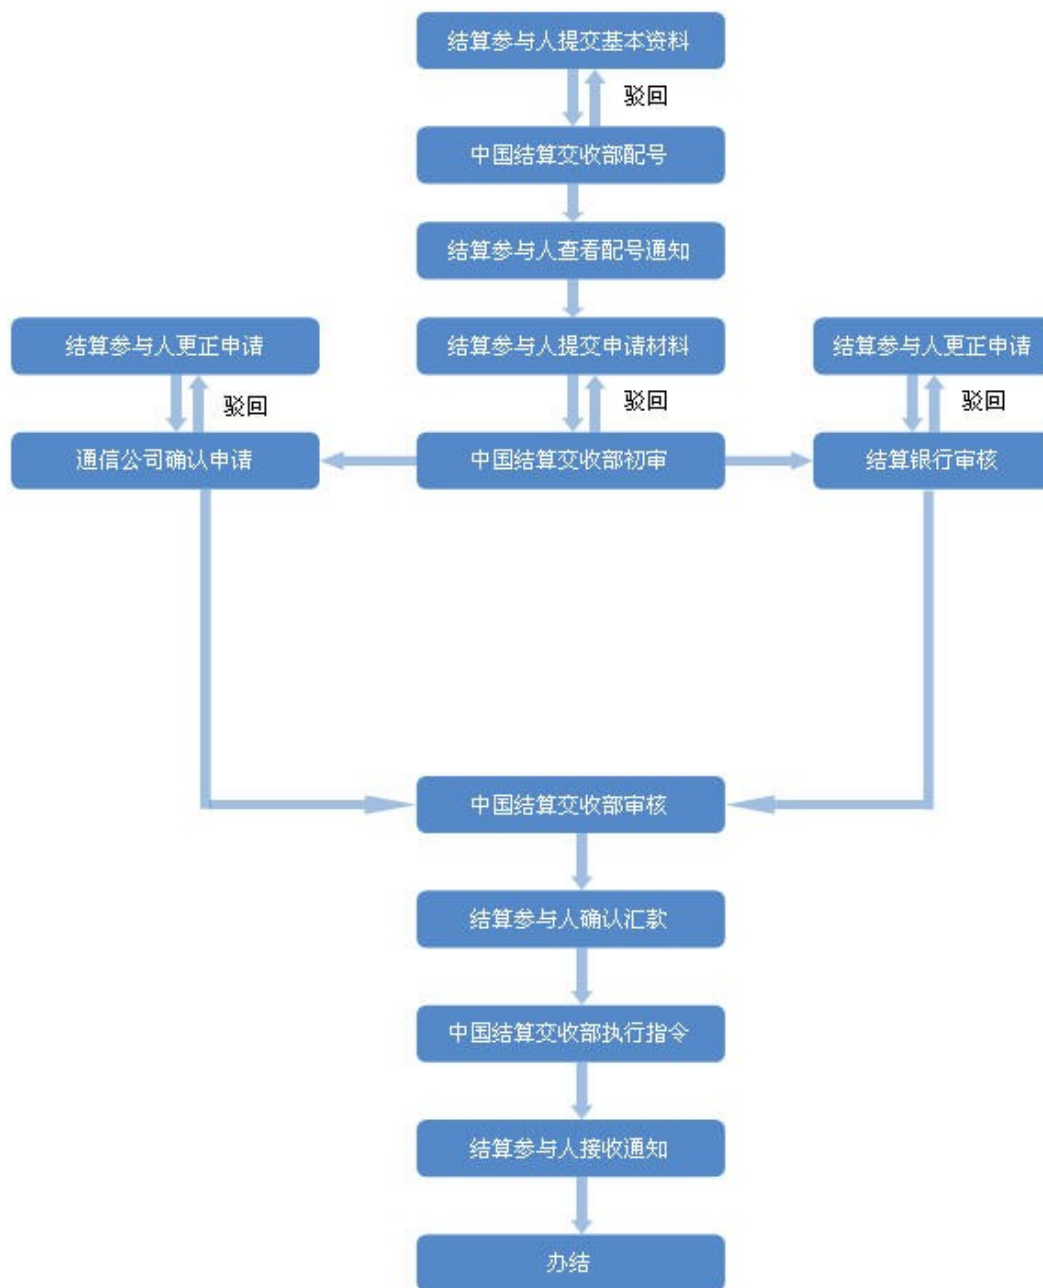 结算参与人提交基本资料
驳回
中国结算交收部配号
结算参与人查看配号通知
结算参与人更正申请
结算参与人提交申请材料
结算参与人更正申请
驳回
驳回
驳回
通信公司确认申请
中国结算交收部初审
结算银行审核
中国结算交收部审核
结算参与人确认汇款
中国结算交收部执行指令
结算参与人接收通知
办结